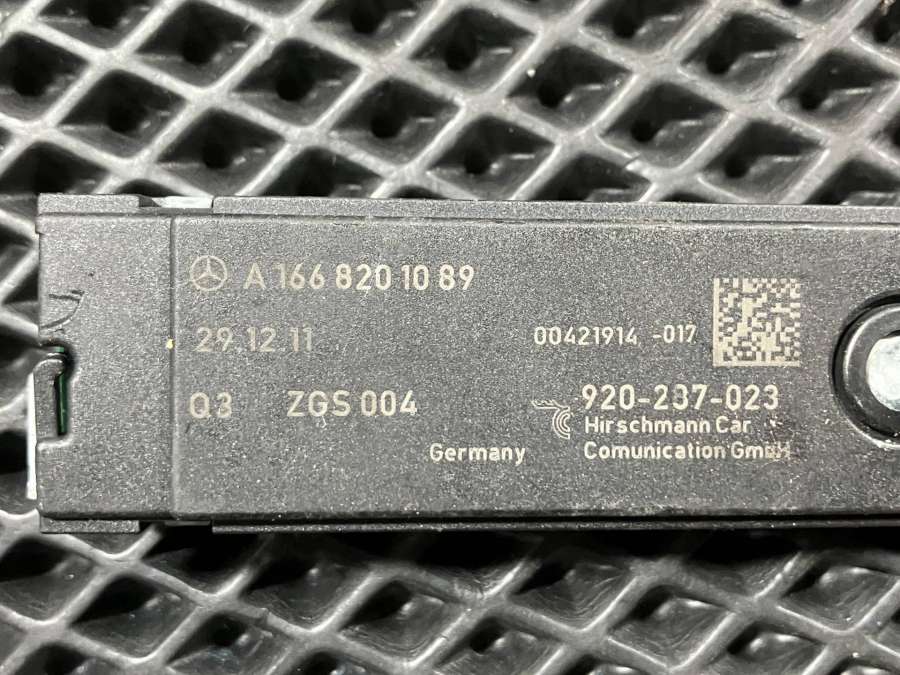 A 166 820 10 89
29.12.11
00421914 -017
Q3 ZGS 004
920-287-023
Hirschmann Car
Germany
Comunication GmbH